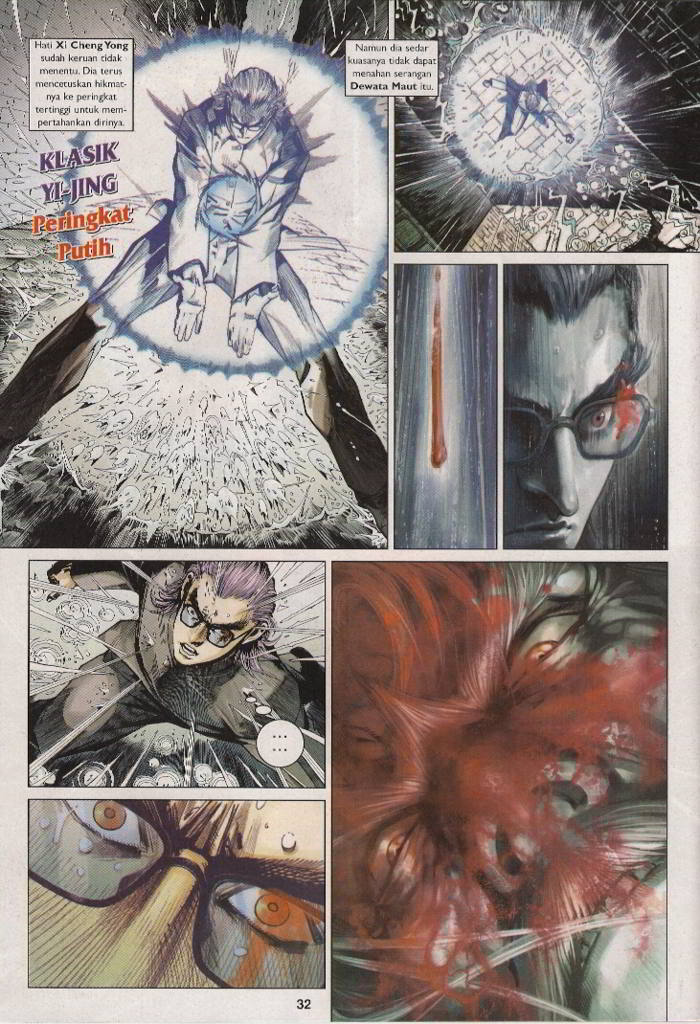 Hati Xi Cheng Yong
sudah keruan tidak
menentu. Dia terus
mencetuskan hikmat-
nya ke peringkat
tertinggi untuk mem-
pertahankan dirinya.
KLASIK
YI-JING
Peringkat
Putih
Namun dia sedar
kuasanya tidak dapat
menahan serangan
Dewata Maut itu.
...
...
32